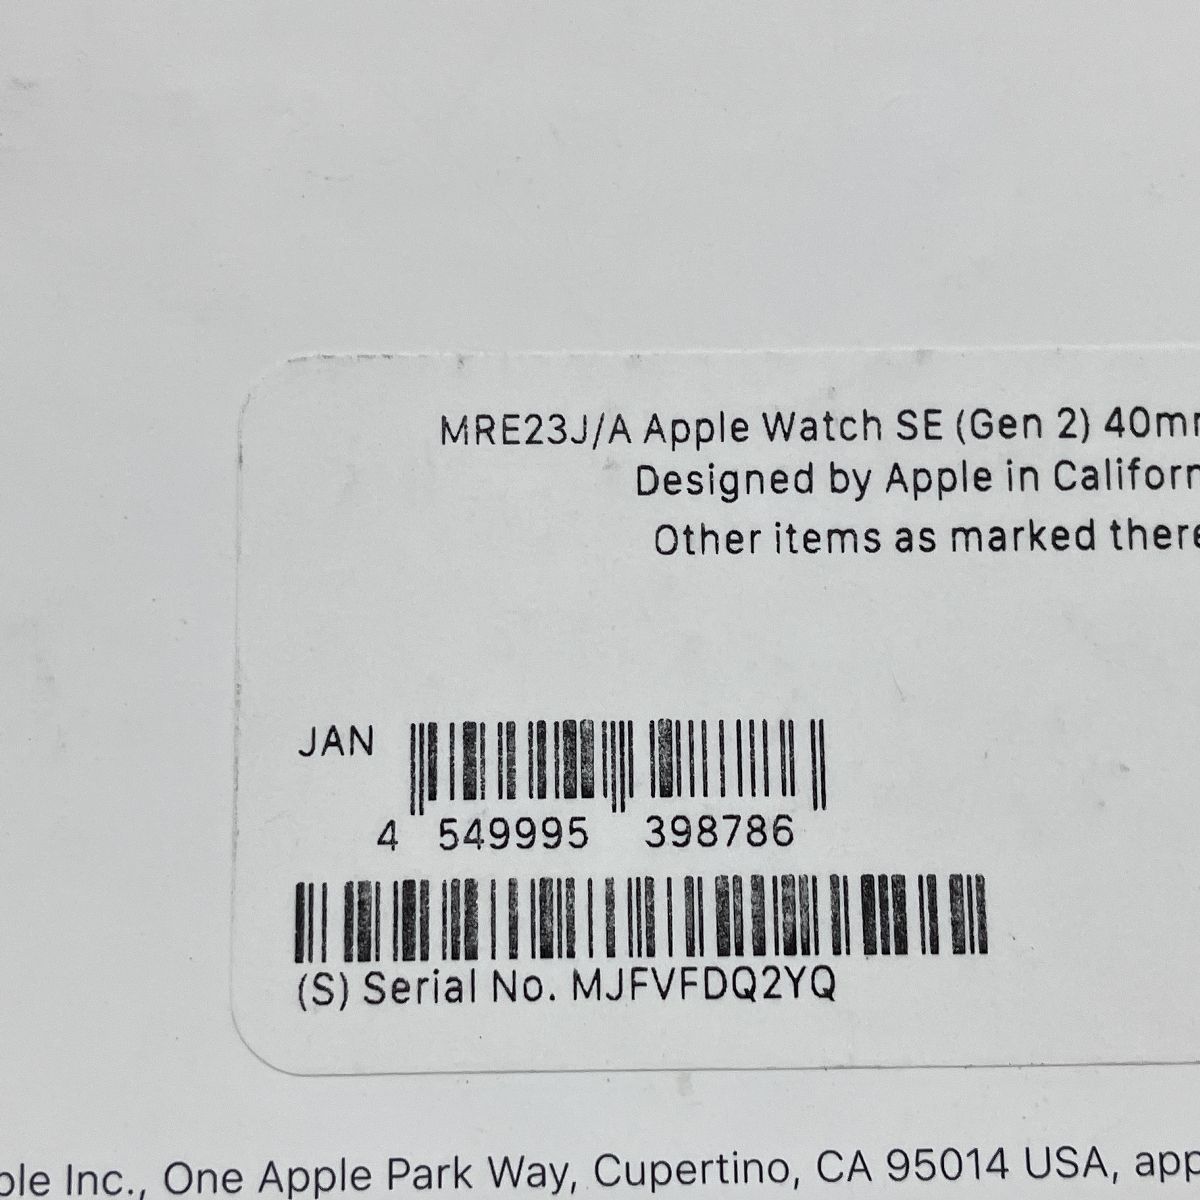 MRE23J/A Apple Watch SE (Gen 2) 40mm
Designed by Apple in Californ
Other items as marked there
JAN
4 549995 398786
(S) Serial No. MJFVFDQ2YQ
ple Inc., One Apple Park Way, Cupertino, CA 95014 USA, app